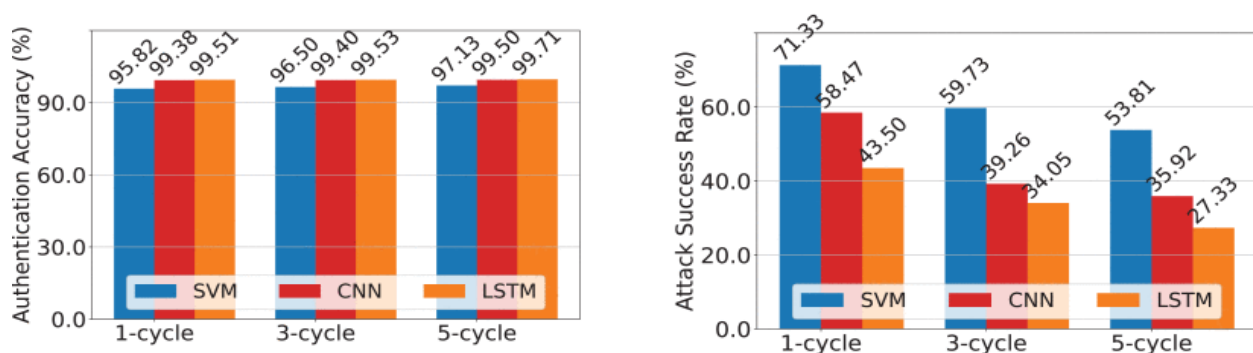 Authentication Accuracy (%)
90.0
60.0
30.0
0.0
95.82 99.38 99.51
96.50 99.40 99.53
97.13 99.50 99.71
SVM CNN LSTM
1-cycle 3-cycle 5-cycle
Attack Success Rate (%)
60.0
40.0
20.0
0.0
71.33 58.47 43.50
59.73 39.26 34.05
53.81 35.92 27.33
SVM CNN LSTM
1-cycle 3-cycle 5-cycle